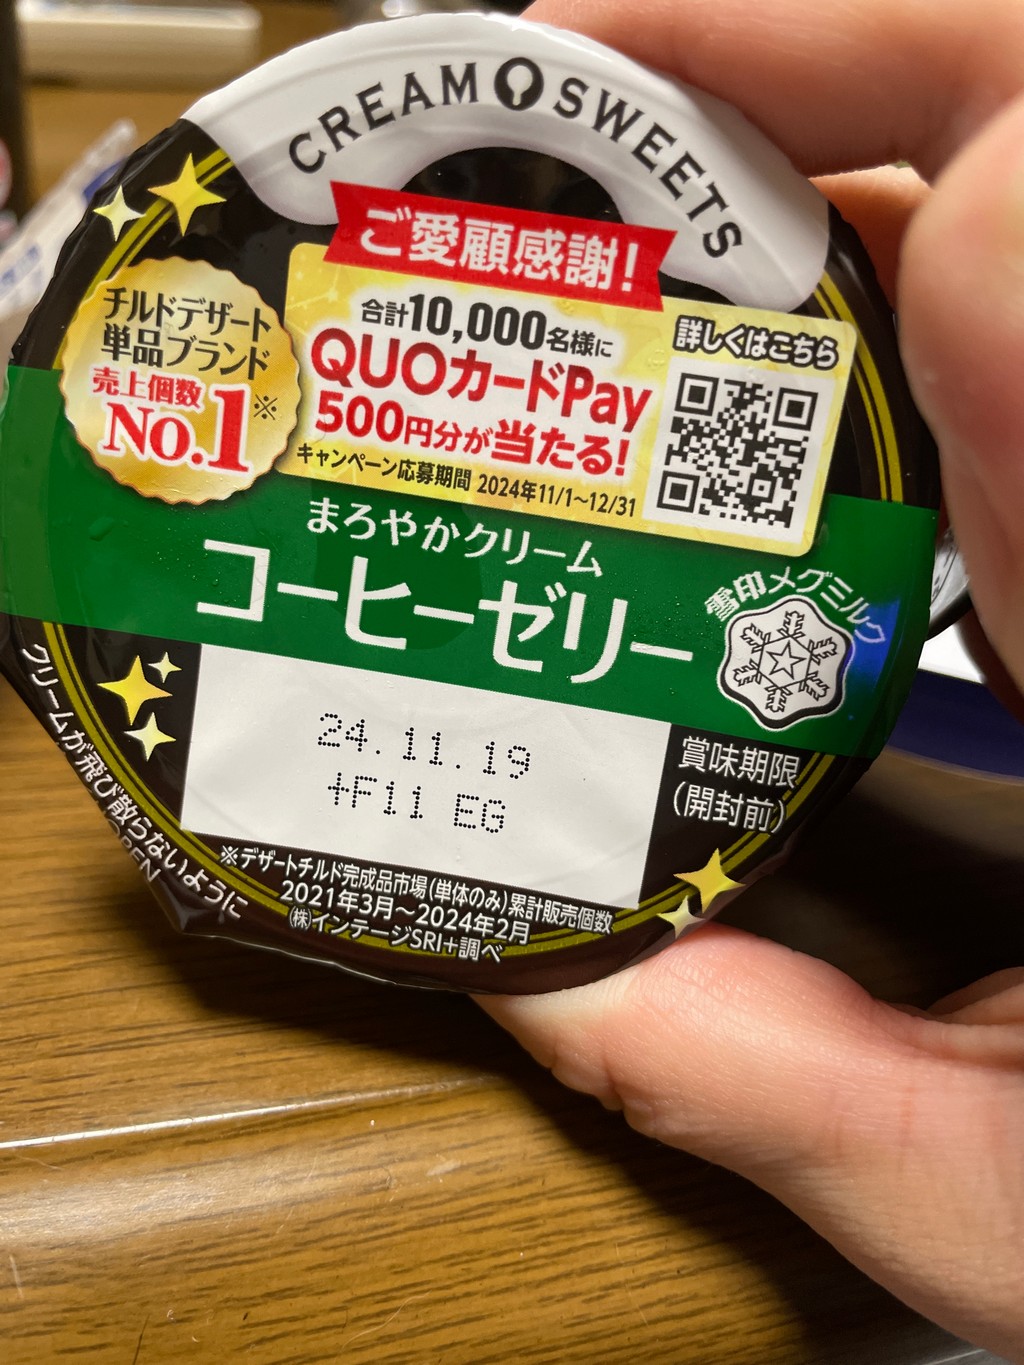 CREAM SWEETS
ご愛顧感謝!
チルドデザート
単品ブランド
売上個数
No.1※
合計10,000名様に
QUOカードPay
500円分が当たる!
キャンペーン応募期間 2024年11/1~12/31
詳しくはこちら
まろやかクリーム
コーヒーゼリー
雪印メグミルク
24.11.19
+F11 EG
賞味期限
(開封前)
※デザートチルド完成品市場(単体のみ)累計販売個数
2021年3月~2024年2月
(株)インテージSRI+調べ
クリームが飛び散らないように
OPEN